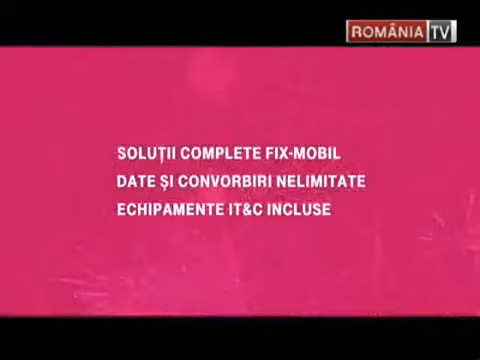 ROMÂNIA TV
SOLUȚII COMPLETE FIX-MOBIL
DATE ȘI CONVORBIRI NELIMITATE
ECHIPAMENTE IT&C INCLUSE